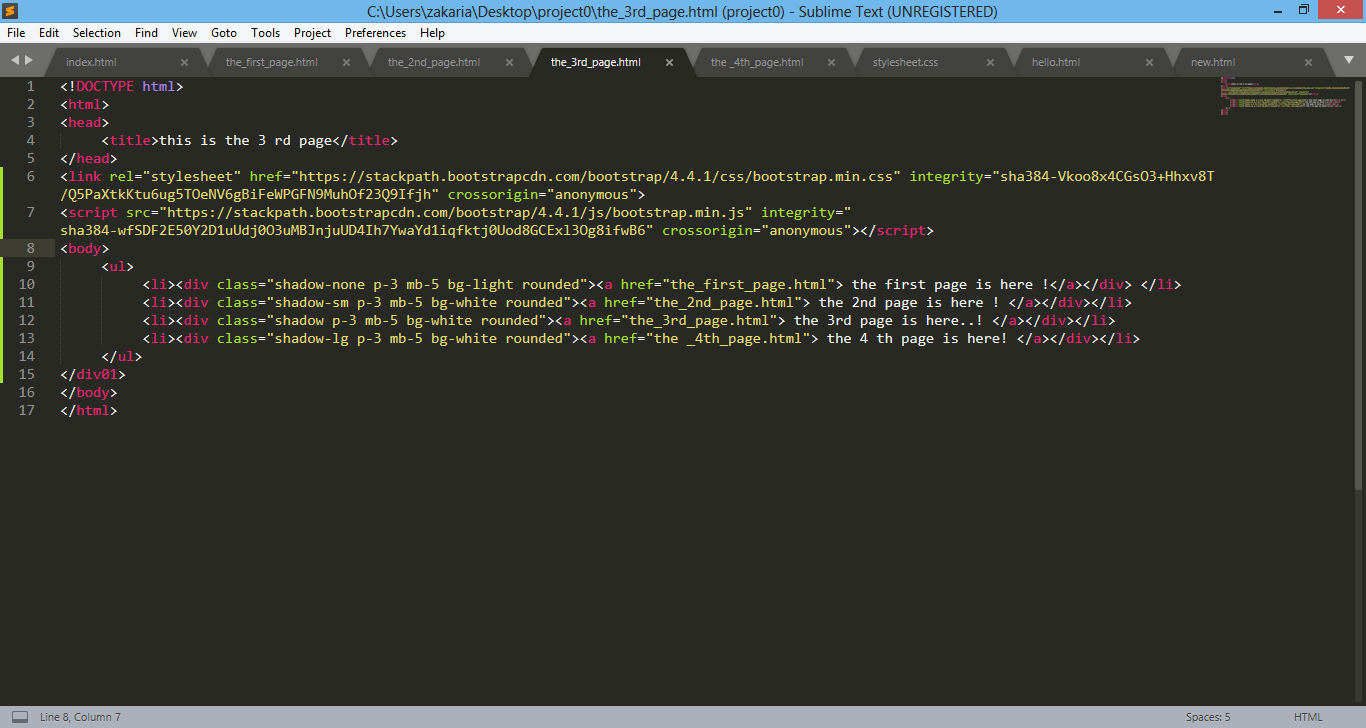 C:\Users\zakaria\Desktop\project0\the_3rd_page.html (project0) - Sublime Text (UNREGISTERED)
File Edit Selection Find View Goto Tools Project Preferences Help
index.html the_first_page.html the_2nd_page.html the_3rd_page.html the _4th_page.html stylesheet.css hello.html new.html
1 <!DOCTYPE html>
2 <html>
3 <head>
4 <title>this is the 3 rd page</title>
5 </head>
6 <link rel="stylesheet" href="https://stackpath.bootstrapcdn.com/bootstrap/4.4.1/css/bootstrap.min.css" integrity="sha384-Vkoo8x4CGsO3+Hhxv8T
/Q5PaXtkKtu6ug5TOeNV6gBiFeWPGFN9MuhOf23Q9Ifjh" crossorigin="anonymous">
7 <script src="https://stackpath.bootstrapcdn.com/bootstrap/4.4.1/js/bootstrap.min.js" integrity="
sha384-wfSDF2E50Y2D1uUdj0O3uMBJnjuUD4Ih7YwaYd1iqfktj0Uod8GCExl3Og8ifwB6" crossorigin="anonymous"></script>
8 <body>
9 <ul>
10 <li><div class="shadow-none p-3 mb-5 bg-light rounded"><a href="the_first_page.html"> the first page is here !</a></div> </li>
11 <li><div class="shadow-sm p-3 mb-5 bg-white rounded"><a href="the_2nd_page.html"> the 2nd page is here ! </a></div></li>
12 <li><div class="shadow p-3 mb-5 bg-white rounded"><a href="the_3rd_page.html"> the 3rd page is here..! </a></div></li>
13 <li><div class="shadow-lg p-3 mb-5 bg-white rounded"><a href="the _4th_page.html"> the 4 th page is here! </a></div></li>
14 </ul>
15 </div01>
16 </body>
17 </html>
Line 8, Column 7 Spaces: 5 HTML